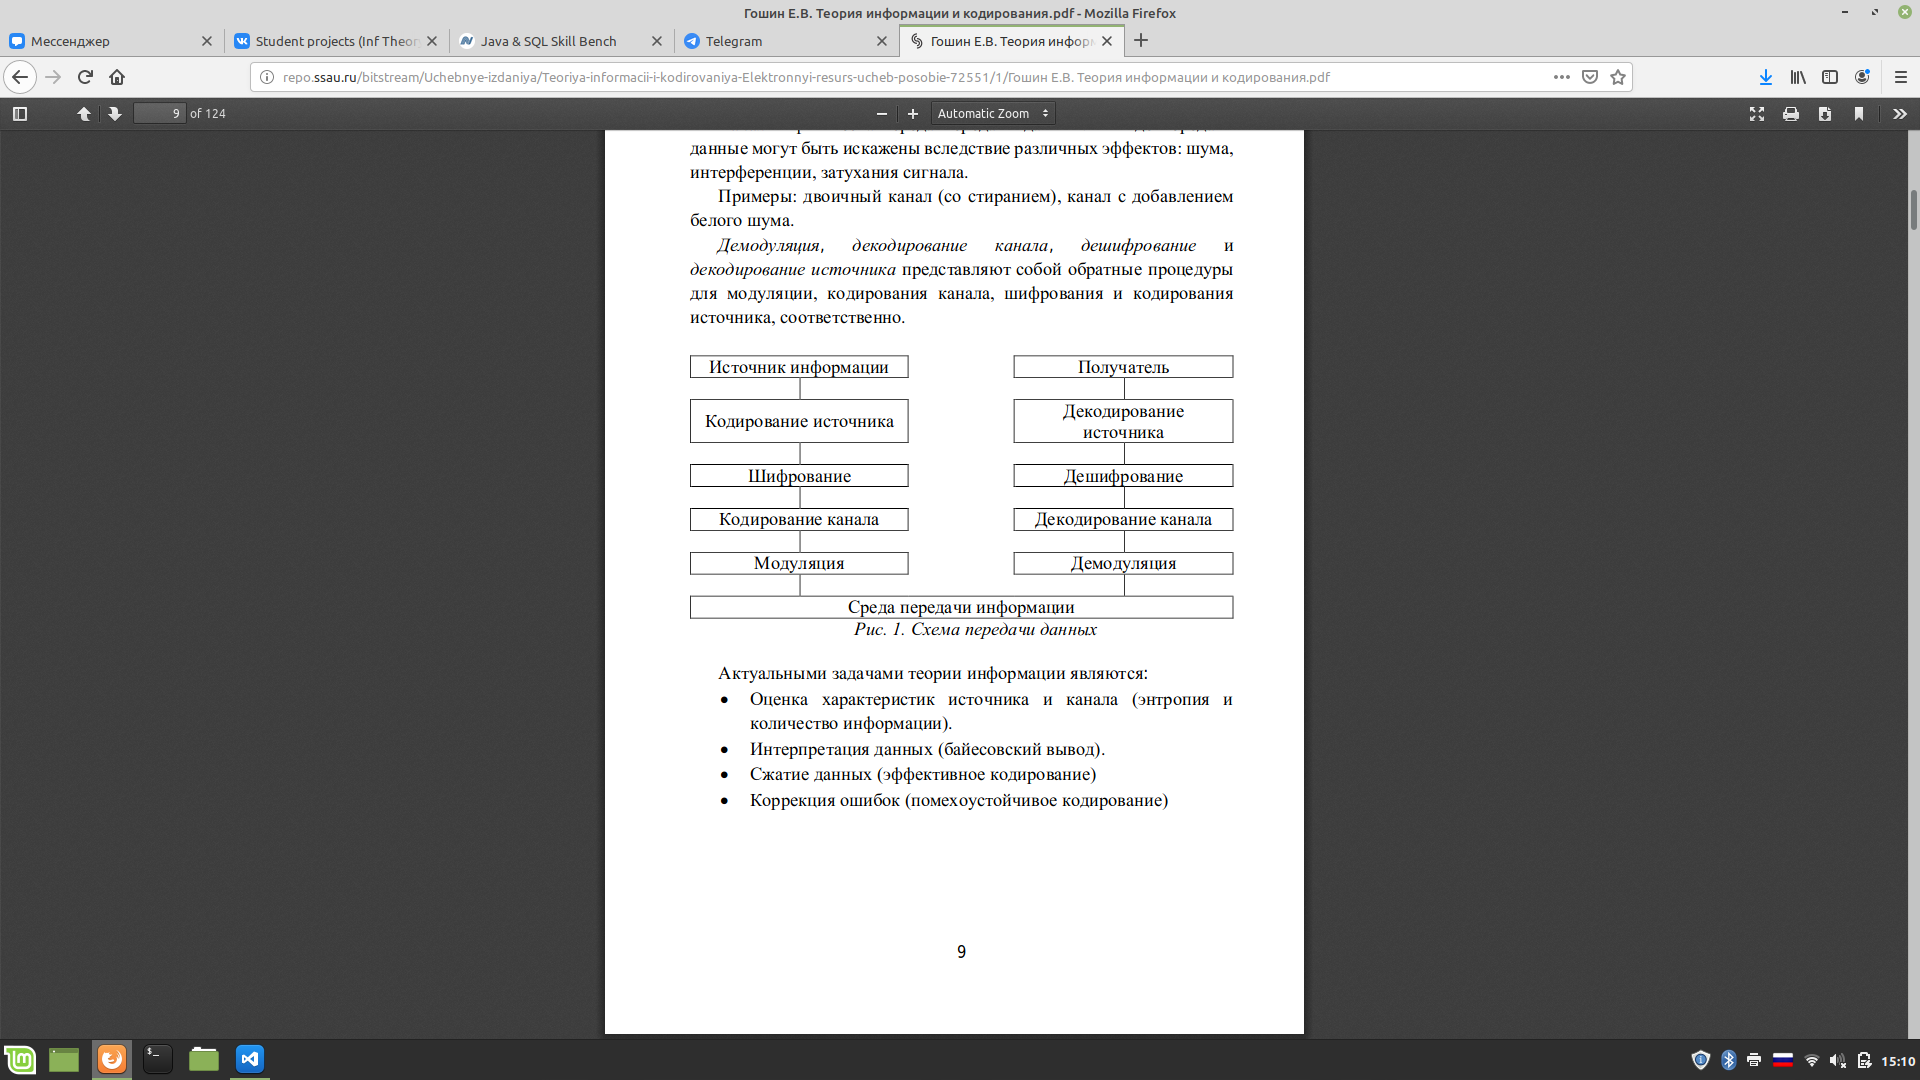 Гошин Е.В. Теория информации и кодирования.pdf - Mozilla Firefox
Мессенджер
Student projects (Inf Theor
Java & SQL Skill Bench
Telegram
Гошин Е.В. Теория информ
repo.ssau.ru/bitstream/Uchebnye-izdaniya/Teoriya-informacii-i-kodirovaniya-Elektronnyi-resurs-ucheb-posobie-72551/1/Гошин Е.В. Теория информации и кодирования.pdf
9 of 124
Automatic Zoom
данные могут быть искажены вследствие различных эффектов: шума,
интерференции, затухания сигнала.
Примеры: двоичный канал (со стиранием), канал с добавлением
белого шума.
Демодуляция, декодирование канала, дешифрование и
декодирование источника представляют собой обратные процедуры
для модуляции, кодирования канала, шифрования и кодирования
источника, соответственно.
Источник информации
Получатель
Кодирование источника
Декодирование
источника
Шифрование
Дешифрование
Кодирование канала
Декодирование канала
Модуляция
Демодуляция
Среда передачи информации
Рис. 1. Схема передачи данных
Актуальными задачами теории информации являются:
• Оценка характеристик источника и канала (энтропия и
количество информации).
• Интерпретация данных (байесовский вывод).
• Сжатие данных (эффективное кодирование)
• Коррекция ошибок (помехоустойчивое кодирование)
9
15:10